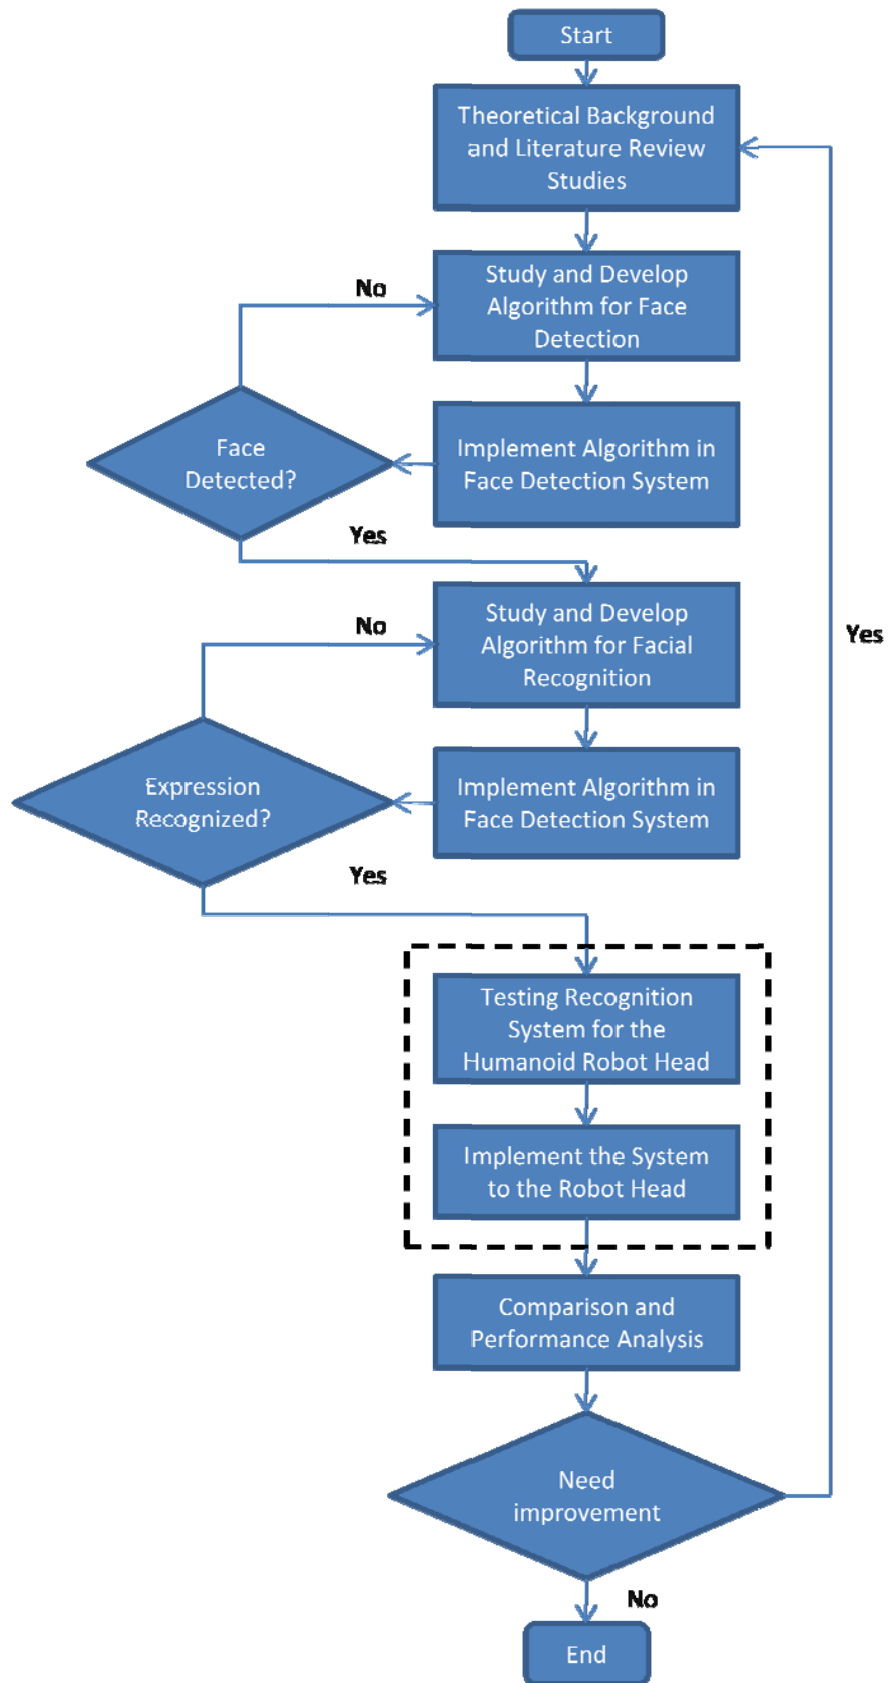 Start
Theoretical Background
and Literature Review
Studies
No
Study and Develop
Algorithm for Face
Detection
Face
Detected?
Implement Algorithm in
Face Detection System
Yes
No
Study and Develop
Algorithm for Facial
Recognition
Yes
Expression
Recognized?
Implement Algorithm in
Face Detection System
Yes
Testing Recognition
System for the
Humanoid Robot Head
Implement the System
to the Robot Head
Comparison and
Performance Analysis
Need
improvement
No
End